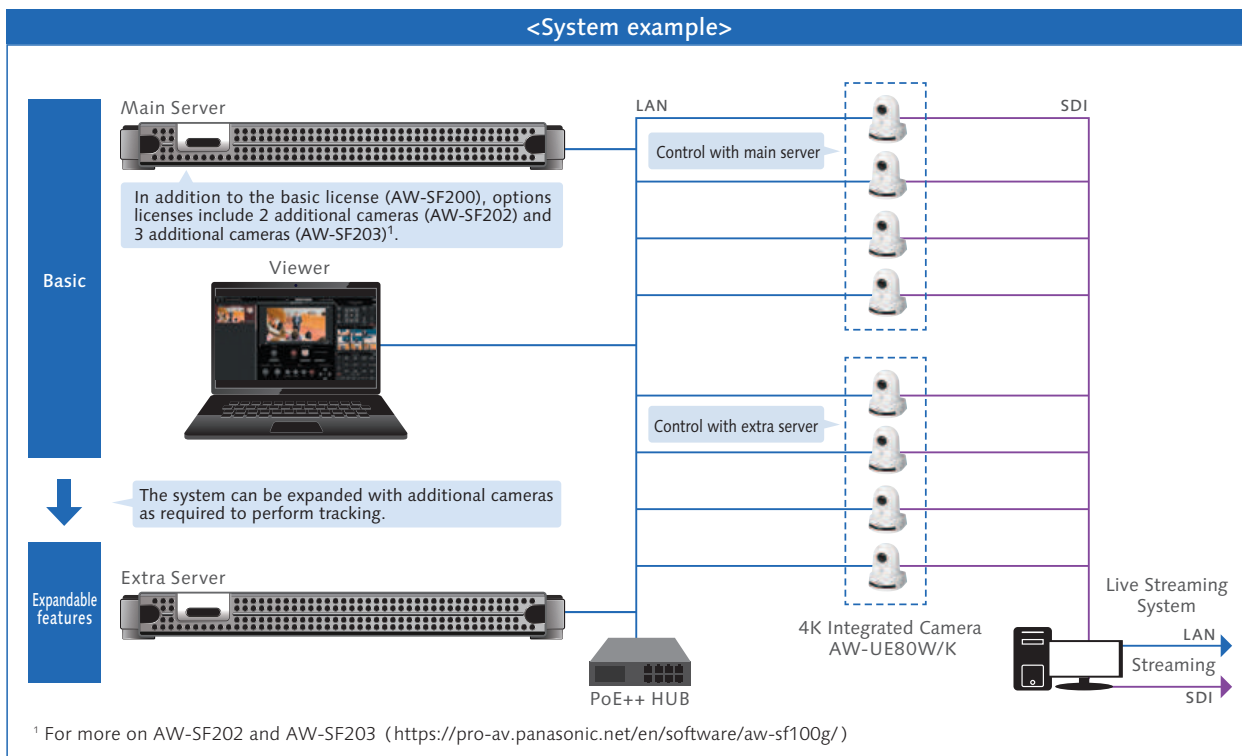 <System example>
Main Server
LAN
SDI
Control with main server
In addition to the basic license (AW-SF200), options
licenses include 2 additional cameras (AW-SF202) and
3 additional cameras (AW-SF203)¹.
Basic
Viewer
Control with extra server
The system can be expanded with additional cameras
as required to perform tracking.
Expandable
features
Extra Server
PoE++ HUB
4K Integrated Camera
AW-UE80W/K
Live Streaming
System
LAN
Streaming
SDI
¹ For more on AW-SF202 and AW-SF203 (https://pro-av.panasonic.net/en/software/aw-sf100g/)